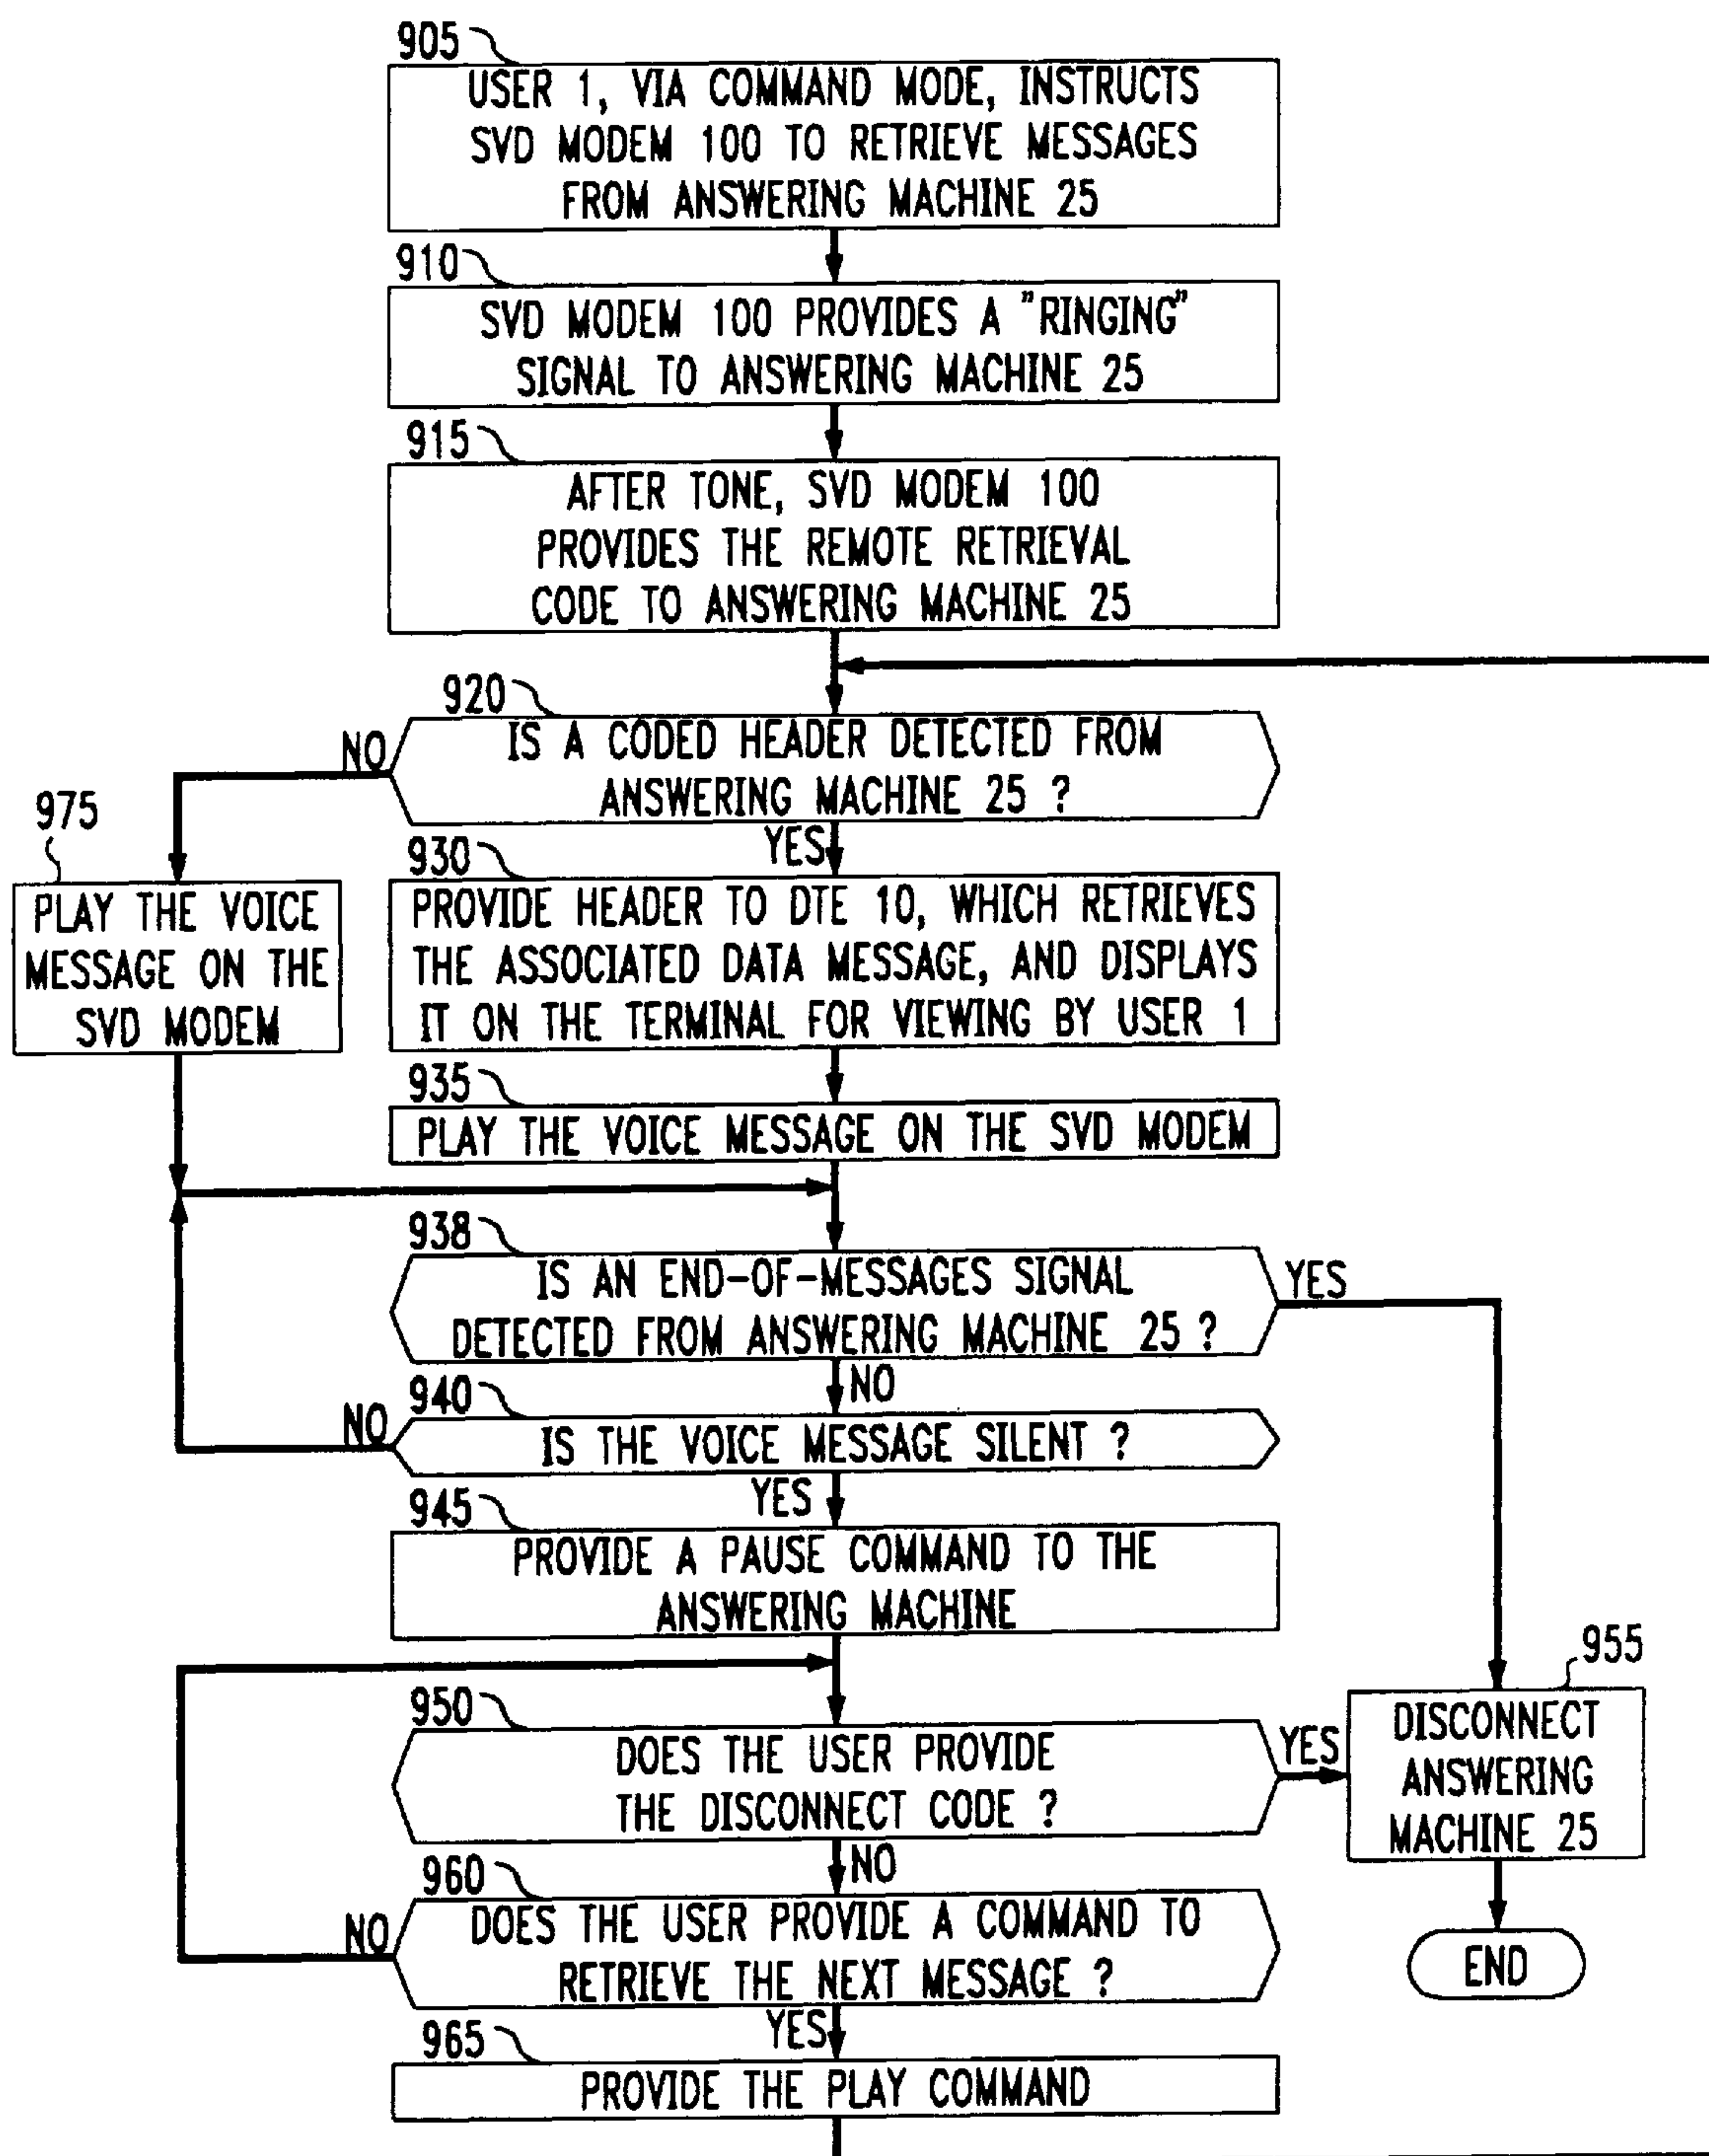 905
USER 1, VIA COMMAND MODE, INSTRUCTS
SVD MODEM 100 TO RETRIEVE MESSAGES
FROM ANSWERING MACHINE 25
910
SVD MODEM 100 PROVIDES A "RINGING"
SIGNAL TO ANSWERING MACHINE 25
915
AFTER TONE, SVD MODEM 100
PROVIDES THE REMOTE RETRIEVAL
CODE TO ANSWERING MACHINE 25
920
IS A CODED HEADER DETECTED FROM
ANSWERING MACHINE 25 ?
NO
YES
975
PLAY THE VOICE
MESSAGE ON THE
SVD MODEM
930
PROVIDE HEADER TO DTE 10, WHICH RETRIEVES
THE ASSOCIATED DATA MESSAGE, AND DISPLAYS
IT ON THE TERMINAL FOR VIEWING BY USER 1
935
PLAY THE VOICE MESSAGE ON THE SVD MODEM
938
IS AN END-OF-MESSAGES SIGNAL
DETECTED FROM ANSWERING MACHINE 25 ?
YES
NO
940
IS THE VOICE MESSAGE SILENT ?
NO
YES
945
PROVIDE A PAUSE COMMAND TO THE
ANSWERING MACHINE
950
DOES THE USER PROVIDE
THE DISCONNECT CODE ?
YES
NO
955
DISCONNECT
ANSWERING
MACHINE 25
END
960
DOES THE USER PROVIDE A COMMAND TO
RETRIEVE THE NEXT MESSAGE ?
NO
YES
965
PROVIDE THE PLAY COMMAND